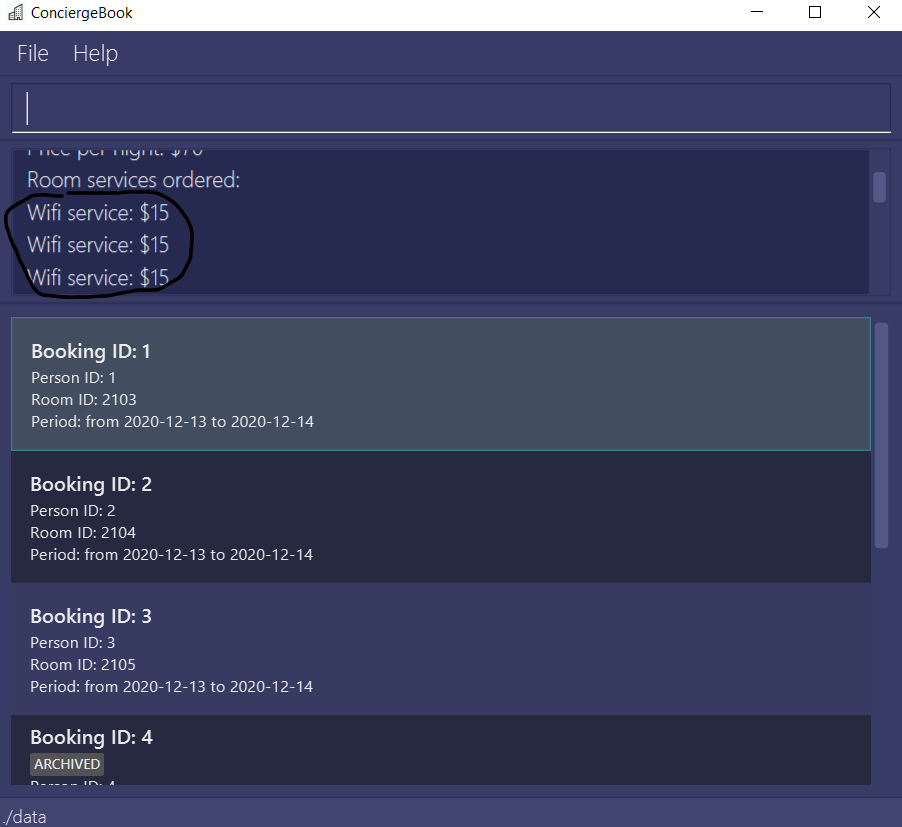 ConciergeBook
File Help
Price per night: $70
Room services ordered:
Wifi service: $15
Wifi service: $15
Wifi service: $15
Booking ID: 1
Person ID: 1
Room ID: 2103
Period: from 2020-12-13 to 2020-12-14
Booking ID: 2
Person ID: 2
Room ID: 2104
Period: from 2020-12-13 to 2020-12-14
Booking ID: 3
Person ID: 3
Room ID: 2105
Period: from 2020-12-13 to 2020-12-14
Booking ID: 4
ARCHIVED
Person ID: 4
./data